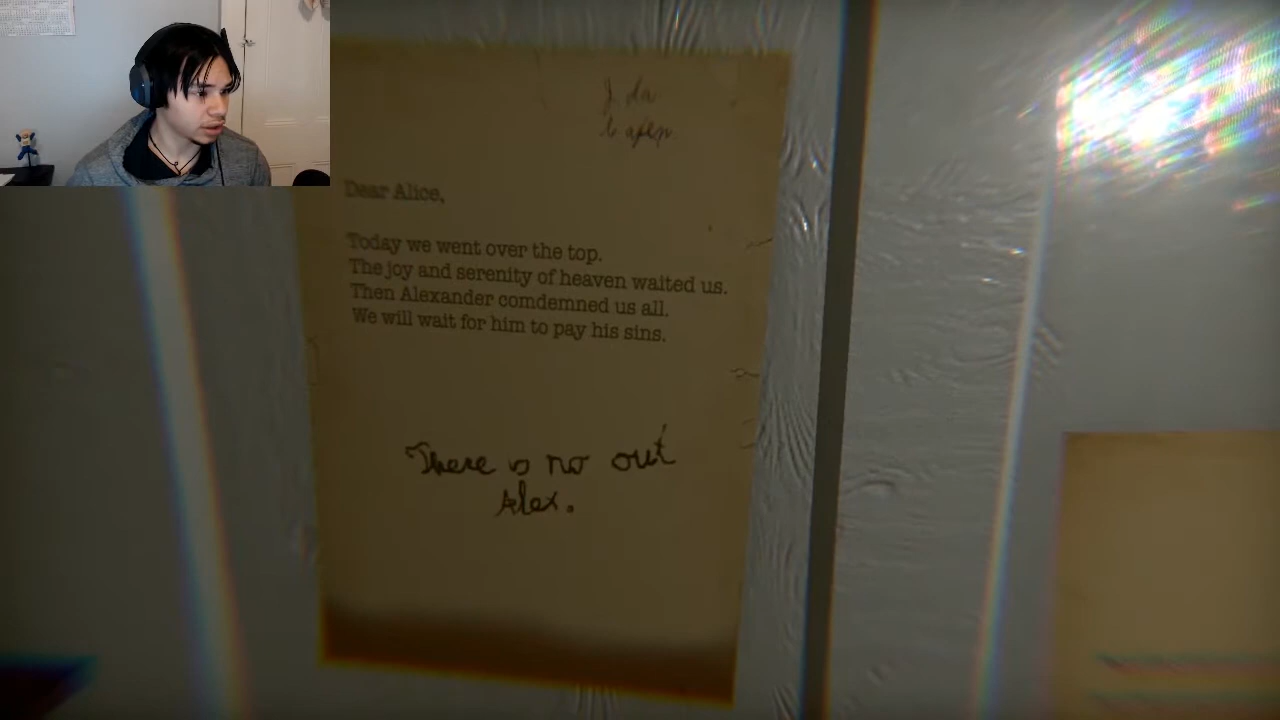 Dear Alice,
Today we went over the top.
The joy and serenity of heaven waited us.
Then Alexander comdemned us all.
We will wait for him to pay his sins.
There is no out
Alex.